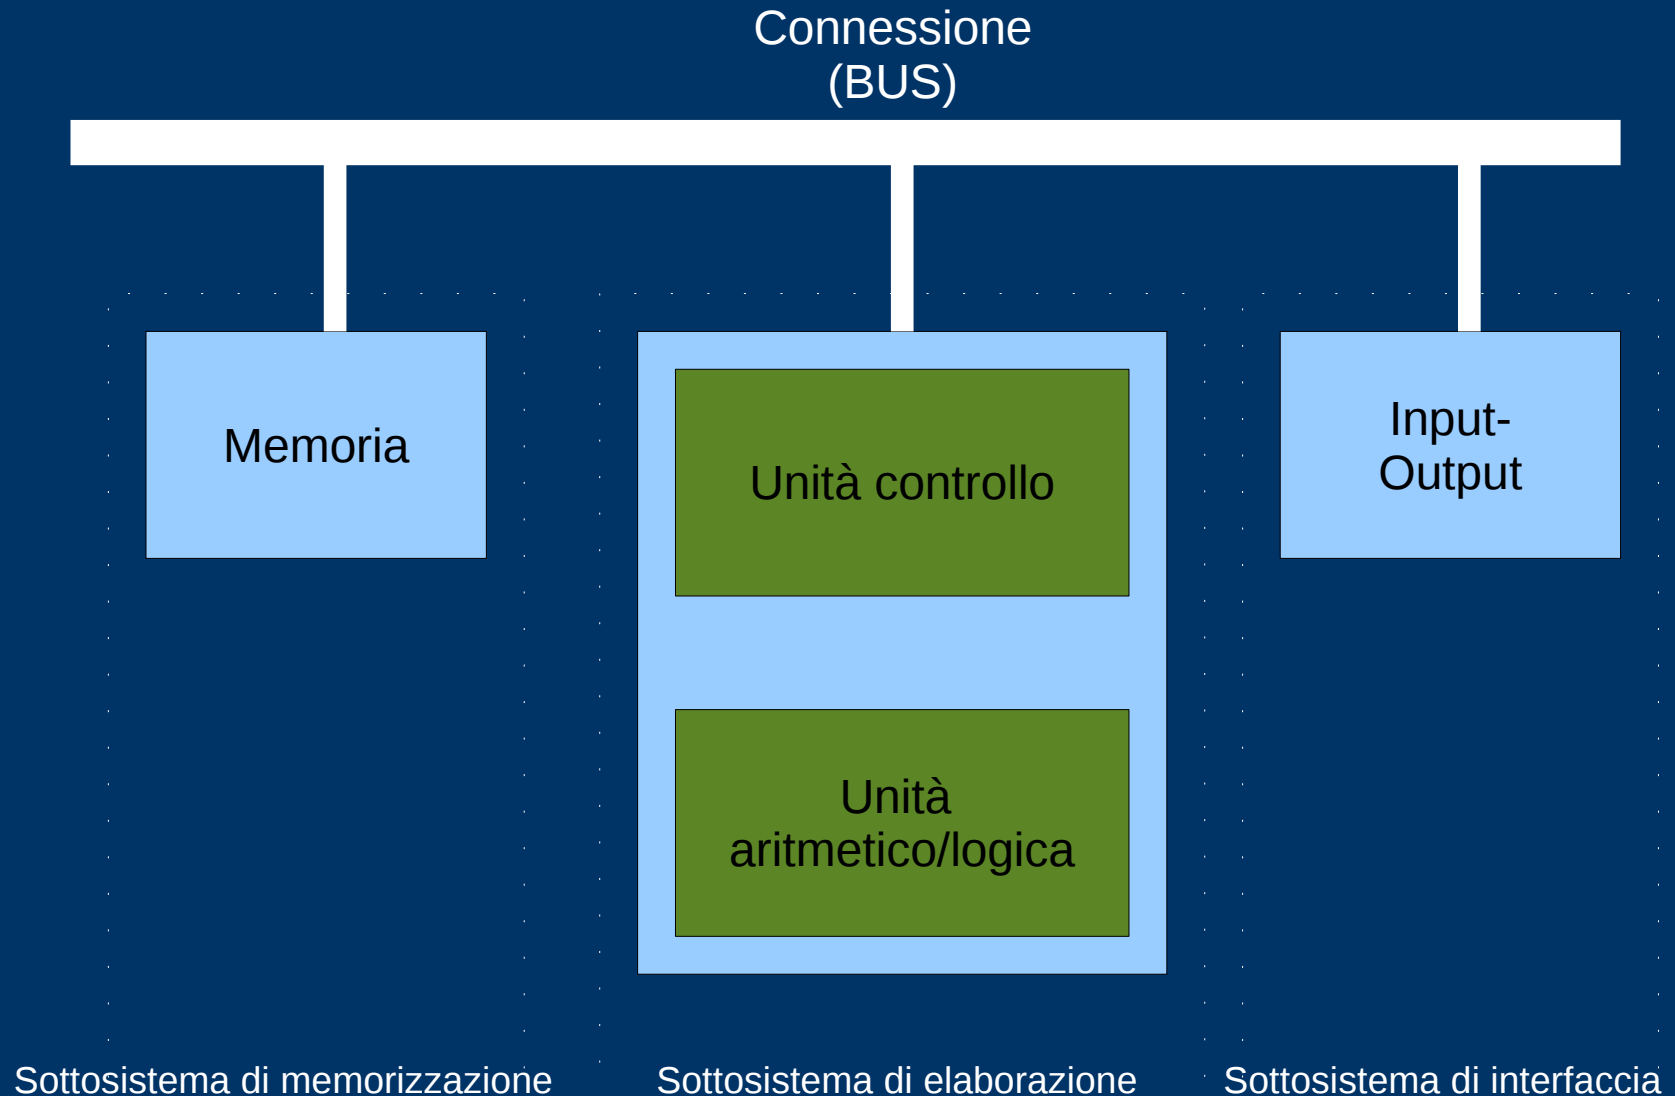 Connessione
(BUS)
Memoria
Unità controllo
Input-
Output
Unità
aritmetico/logica
Sottosistema di memorizzazione
Sottosistema di elaborazione
Sottosistema di interfaccia